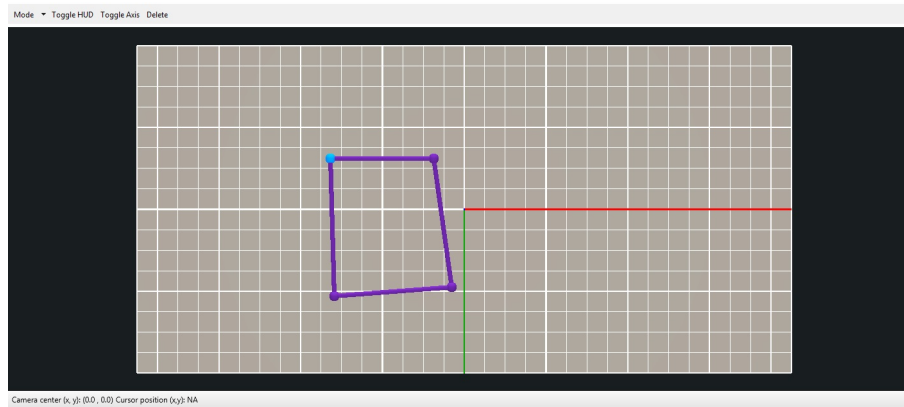 Mode Toggle HUD Toggle Axis Delete
Camera center (x, y): (0.0 , 0.0) Cursor position (x,y): NA